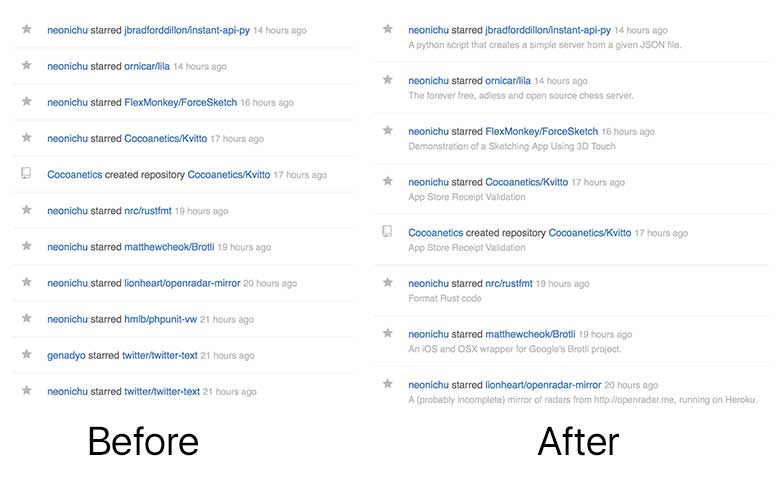 neonichu starred jbradforddillon/instant-api-py 14 hours ago
neonichu starred ornicar/lila 14 hours ago
neonichu starred FlexMonkey/ForceSketch 16 hours ago
neonichu starred Cocoanetics/Kvitto 17 hours ago
Cocoanetics created repository Cocoanetics/Kvitto 17 hours ago
neonichu starred nrc/rustfmt 19 hours ago
neonichu starred matthewcheok/Brotli 19 hours ago
neonichu starred lionheart/openradar-mirror 20 hours ago
neonichu starred hmlb/phpunit-vw 21 hours ago
genadyo starred twitter/twitter-text 21 hours ago
neonichu starred twitter/twitter-text 21 hours ago
Before
neonichu starred jbradforddillon/instant-api-py 14 hours ago
A python script that creates a simple server from a given JSON file.
neonichu starred ornicar/lila 14 hours ago
The forever free, adless and open source chess server.
neonichu starred FlexMonkey/ForceSketch 16 hours ago
Demonstration of a Sketching App Using 3D Touch
neonichu starred Cocoanetics/Kvitto 17 hours ago
App Store Receipt Validation
Cocoanetics created repository Cocoanetics/Kvitto 17 hours ago
App Store Receipt Validation
neonichu starred nrc/rustfmt 19 hours ago
Format Rust code
neonichu starred matthewcheok/Brotli 19 hours ago
An iOS and OSX wrapper for Google's Brotli project.
neonichu starred lionheart/openradar-mirror 20 hours ago
A (probably incomplete) mirror of radars from http://openradar.me, running on Heroku.
After